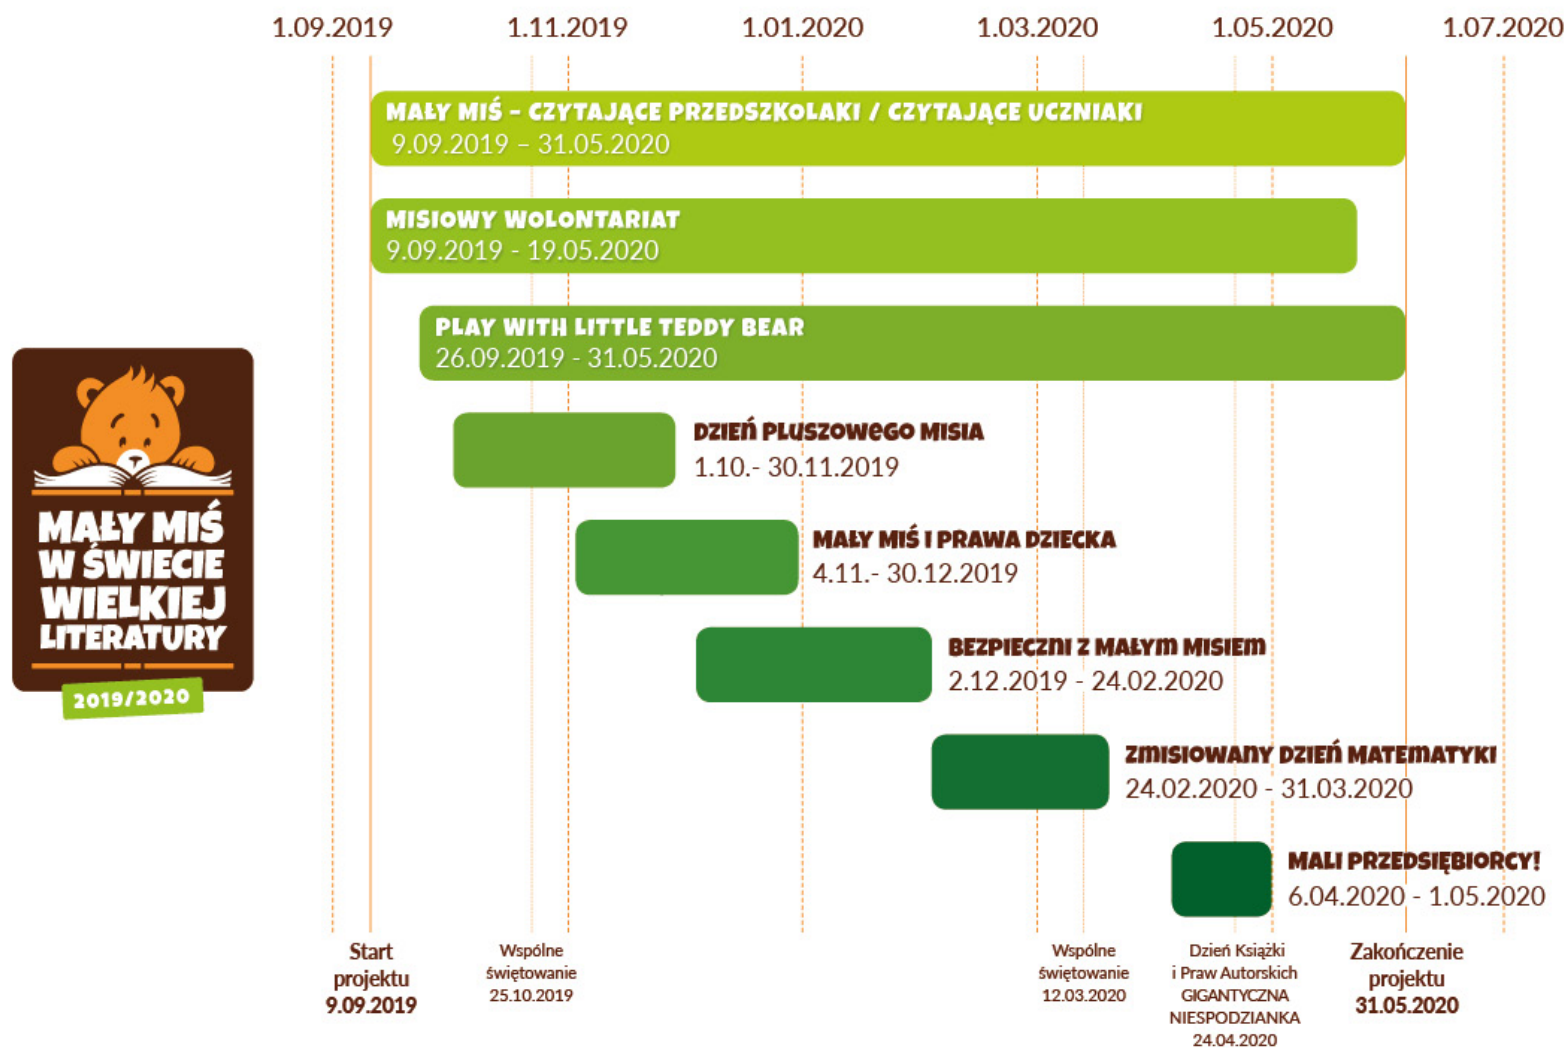 1.09.2019 1.11.2019 1.01.2020 1.03.2020 1.05.2020 1.07.2020
MAŁY MIŚ – CZYTAJĄCE PRZEDSZKOLAKI / CZYTAJĄCE UCZNIAKI
9.09.2019 – 31.05.2020
MISIOWY WOLONTARIAT
9.09.2019 - 19.05.2020
PLAY WITH LITTLE TEDDY BEAR
26.09.2019 - 31.05.2020
DZIEŃ PLUSZOWEGO MISIA
1.10.- 30.11.2019
MAŁY MIŚ I PRAWA DZIECKA
4.11.- 30.12.2019
BEZPIECZNI Z MAŁYM MISIEM
2.12.2019 - 24.02.2020
ZMISIOWANY DZIEŃ MATEMATYKI
24.02.2020 - 31.03.2020
MALI PRZEDSIĘBIORCY!
6.04.2020 - 1.05.2020
MAŁY MIŚ
W ŚWIECIE
WIELKIEJ
LITERATURY
2019/2020
Start
projektu
9.09.2019
Wspólne
świętowanie
25.10.2019
Wspólne
świętowanie
12.03.2020
Dzień Książki
i Praw Autorskich
GIGANTYCZNA
NIESPODZIANKA
24.04.2020
Zakończenie
projektu
31.05.2020